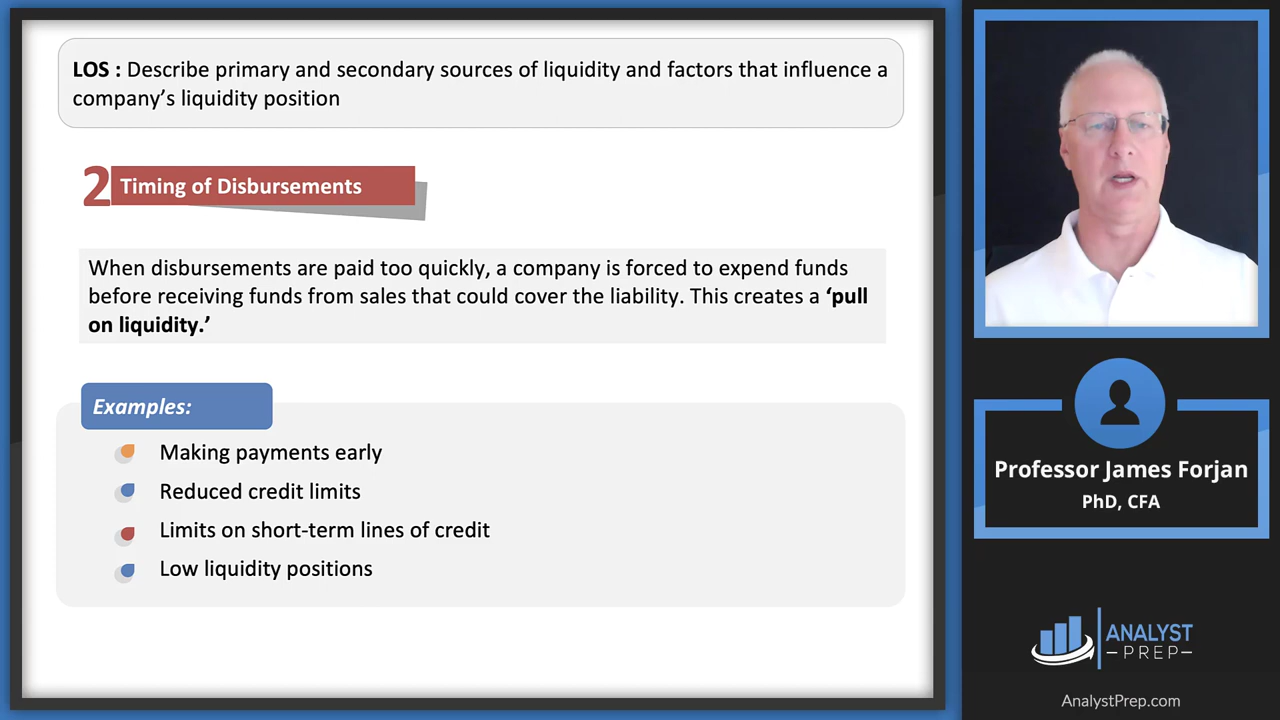 LOS : Describe primary and secondary sources of liquidity and factors that influence a
company's liquidity position
2 Timing of Disbursements
When disbursements are paid too quickly, a company is forced to expend funds
before receiving funds from sales that could cover the liability. This creates a ‘pull
on liquidity.’
Examples:
Making payments early
Reduced credit limits
Limits on short-term lines of credit
Low liquidity positions
Professor James Forjan
PhD, CFA
ANALYST
–PREP–
AnalystPrep.com